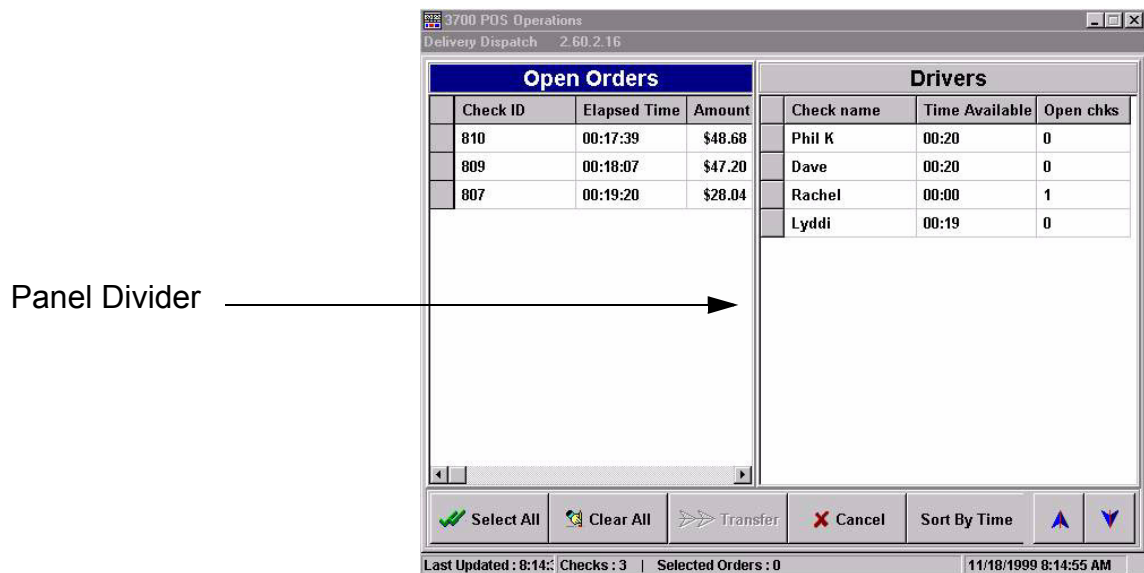 3700 POS Operations
Delivery Dispatch 2.60.2.16
Open Orders
Drivers
Check ID Elapsed Time Amount
Check name Time Available Open chks
810 00:17:39 $48.68
Phil K 00:20 0
809 00:18:07 $47.20
Dave 00:20 0
807 00:19:20 $28.04
Rachel 00:00 1
Lyddi 00:19 0
Panel Divider
Select All Clear All Transfer Cancel Sort By Time
Last Updated : 8:14: Checks : 3 | Selected Orders : 0 11/18/1999 8:14:55 AM